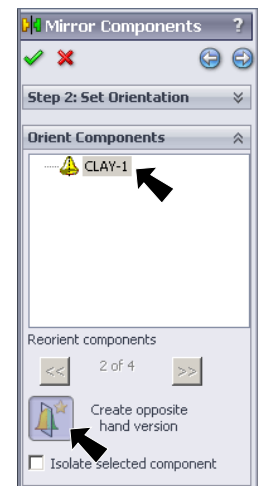 Mirror Components ?
Step 2: Set Orientation
Orient Components
CLAY-1
Reorient components
<< 2 of 4 >>
Create opposite
hand version
Isolate selected component